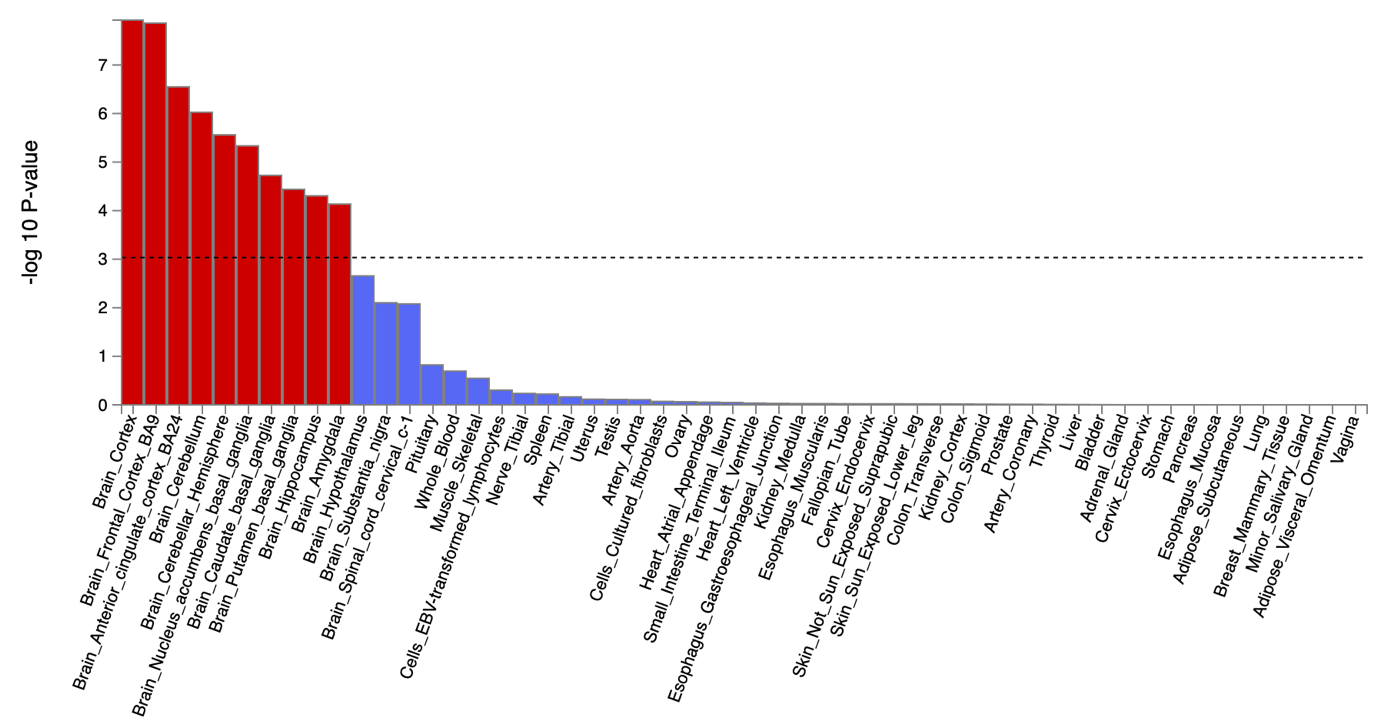 -log 10 P-value
7
6
5
4
3
2
1
0
Brain_Cortex
Brain_Frontal_Cortex_BA9
Brain_Anterior_cingulate_cortex_BA24
Brain_Cerebellum
Brain_Cerebellar_Hemisphere
Brain_Nucleus_accumbens_basal_ganglia
Brain_Caudate_basal_ganglia
Brain_Putamen_basal_ganglia
Brain_Hippocampus
Brain_Amygdala
Brain_Hypothalamus
Brain_Substantia_nigra
Brain_Spinal_cord_cervical_c-1
Pituitary
Whole_Blood
Muscle_Skeletal
Cells_EBV-transformed_lymphocytes
Nerve_Tibial
Spleen
Artery_Tibial
Uterus
Testis
Artery_Aorta
Cells_Cultured_fibroblasts
Ovary
Heart_Atrial_Appendage
Small_Intestine_Terminal_Ileum
Heart_Left_Ventricle
Esophagus_Gastroesophageal_Junction
Kidney_Medulla
Esophagus_Muscularis
Fallopian_Tube
Cervix_Endocervix
Skin_Not_Sun_Exposed_Suprapubic
Skin_Sun_Exposed_Lower_leg
Colon_Transverse
Kidney_Cortex
Colon_Sigmoid
Prostate
Artery_Coronary
Thyroid
Liver
Bladder
Adrenal_Gland
Cervix_Ectocervix
Stomach
Pancreas
Esophagus_Mucosa
Adipose_Subcutaneous
Lung
Breast_Mammary_Tissue
Minor_Salivary_Gland
Adipose_Visceral_Omentum
Vagina